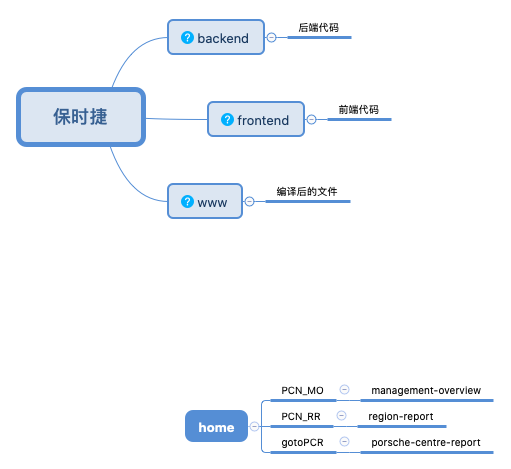 backend
后端代码
保时捷
frontend
前端代码
www
编译后的文件
home
PCN_MO
management-overview
PCN_RR
region-report
gotoPCR
porsche-centre-report